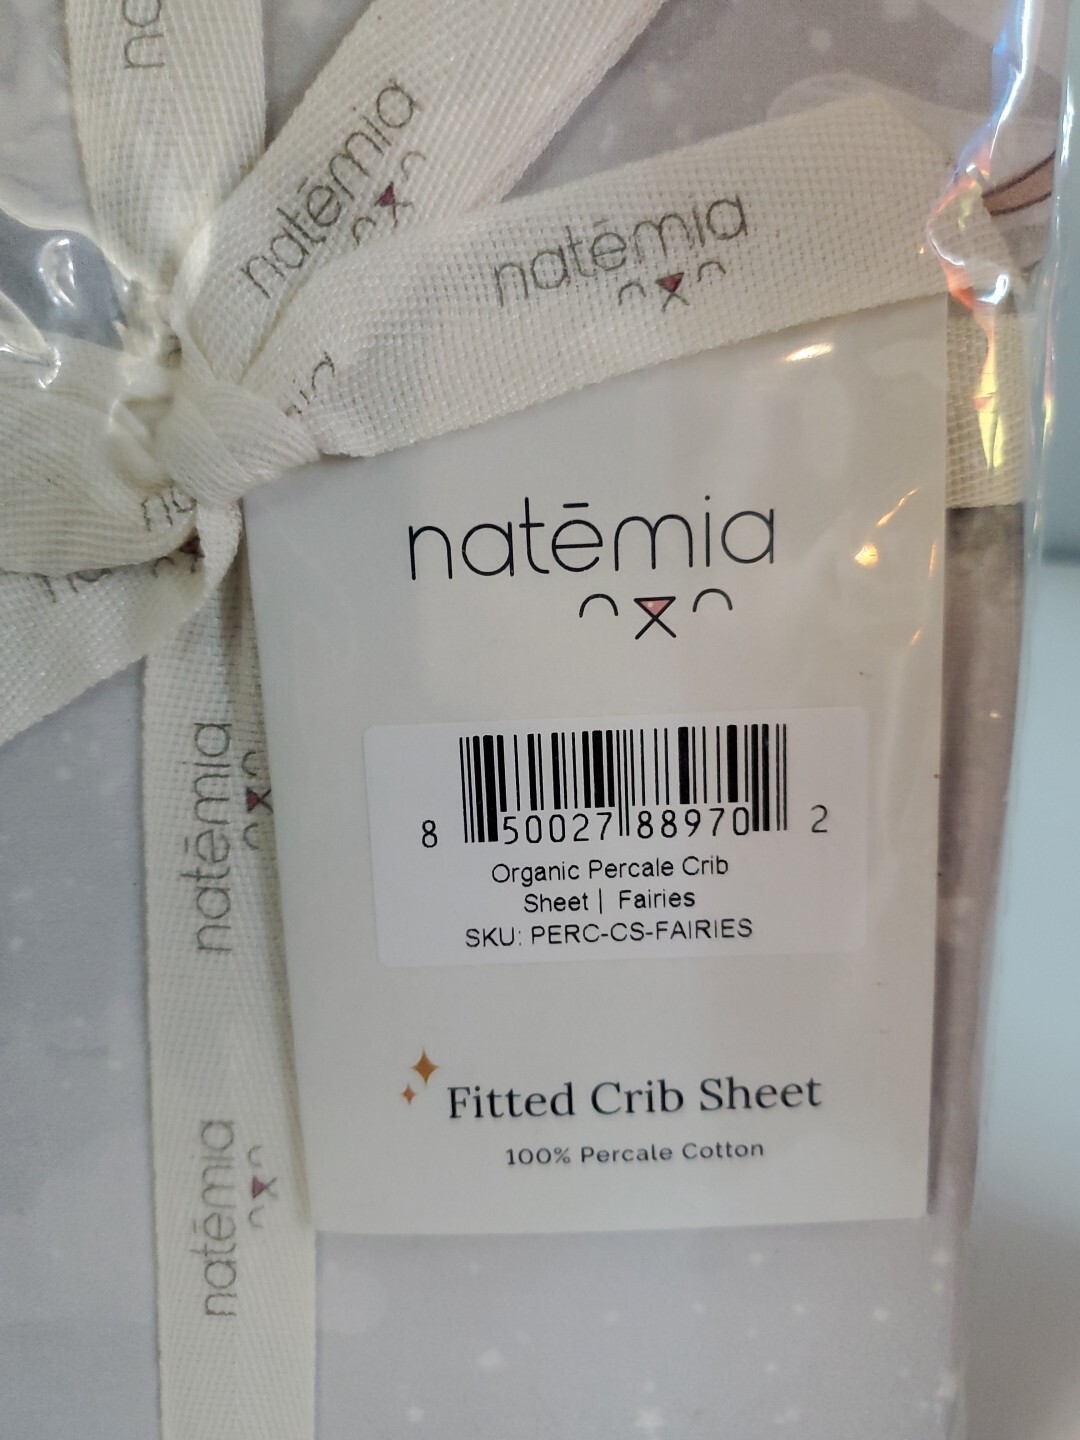 natēmia
natēmia
natēmia
8 50027 88970 2
Organic Percale Crib
Sheet | Fairies
SKU: PERC-CS-FAIRIES
Fitted Crib Sheet
100% Percale Cotton
natēmia
natēmia